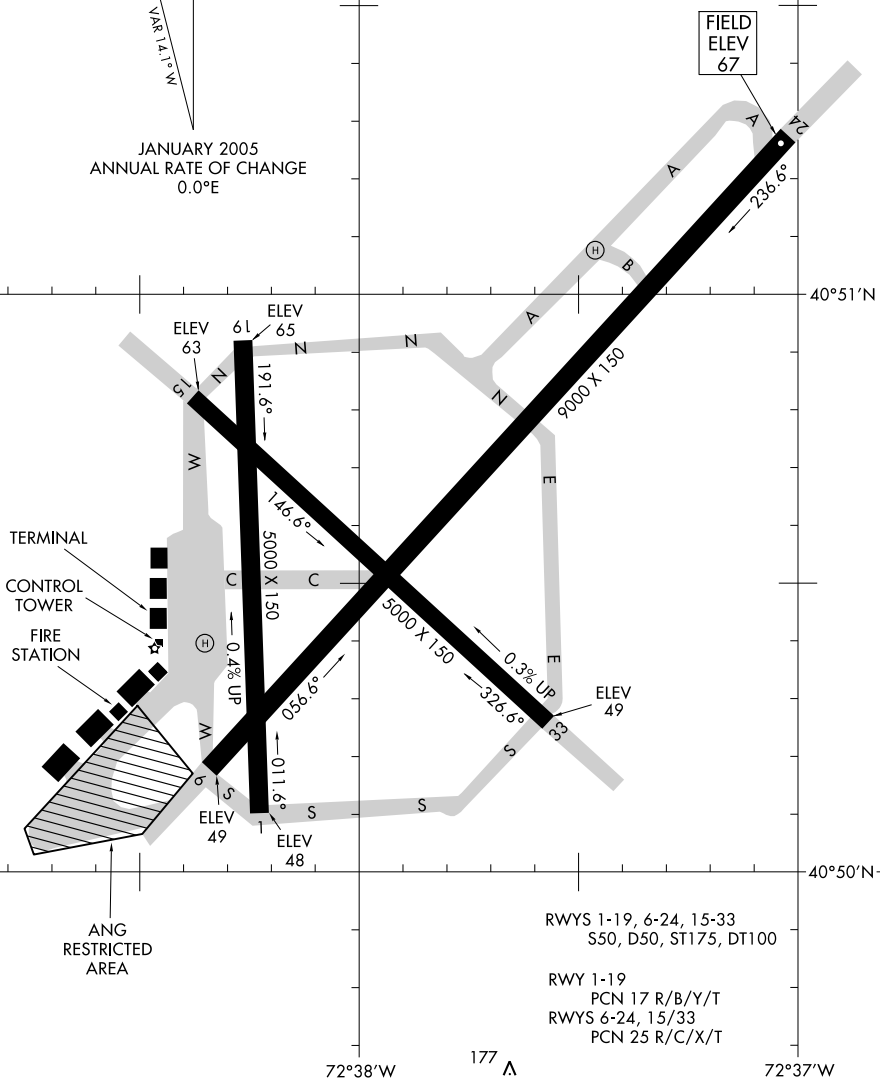 VAR 14.1° W
JANUARY 2005
ANNUAL RATE OF CHANGE
0.0°E
FIELD
ELEV
67
A
24
A
236.6°
H
B
40°51'N
A
ELEV
65
19
ELEV
63
N
N
N
15
N
191.6°
9000 X 150
W
E
146.6°
TERMINAL
5000 X 150
C
C
CONTROL
TOWER
5000 X 150
FIRE
STATION
H
0.4% UP
0.3% UP
E
056.6°
326.6°
ELEV
49
W
33
S
011.6°
6
S
S
S
ELEV
49
1
ELEV
48
40°50'N
ANG
RESTRICTED
AREA
RWYS 1-19, 6-24, 15-33
S50, D50, ST175, DT100
RWY 1-19
PCN 17 R/B/Y/T
RWYS 6-24, 15/33
PCN 25 R/C/X/T
72°38'W
177
72°37'W